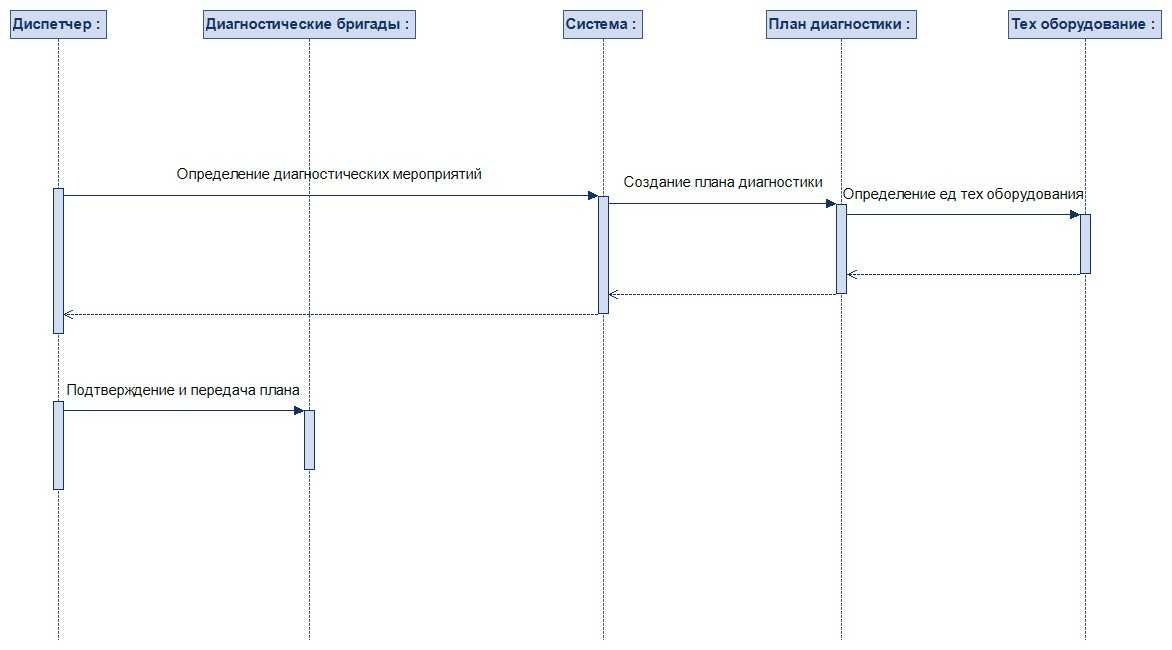 Диспетчер :
Диагностические бригады :
Система :
План диагностики :
Тех оборудование :
Определение диагностических мероприятий
Создание плана диагностики
Определение ед тех оборудования
Подтверждение и передача плана